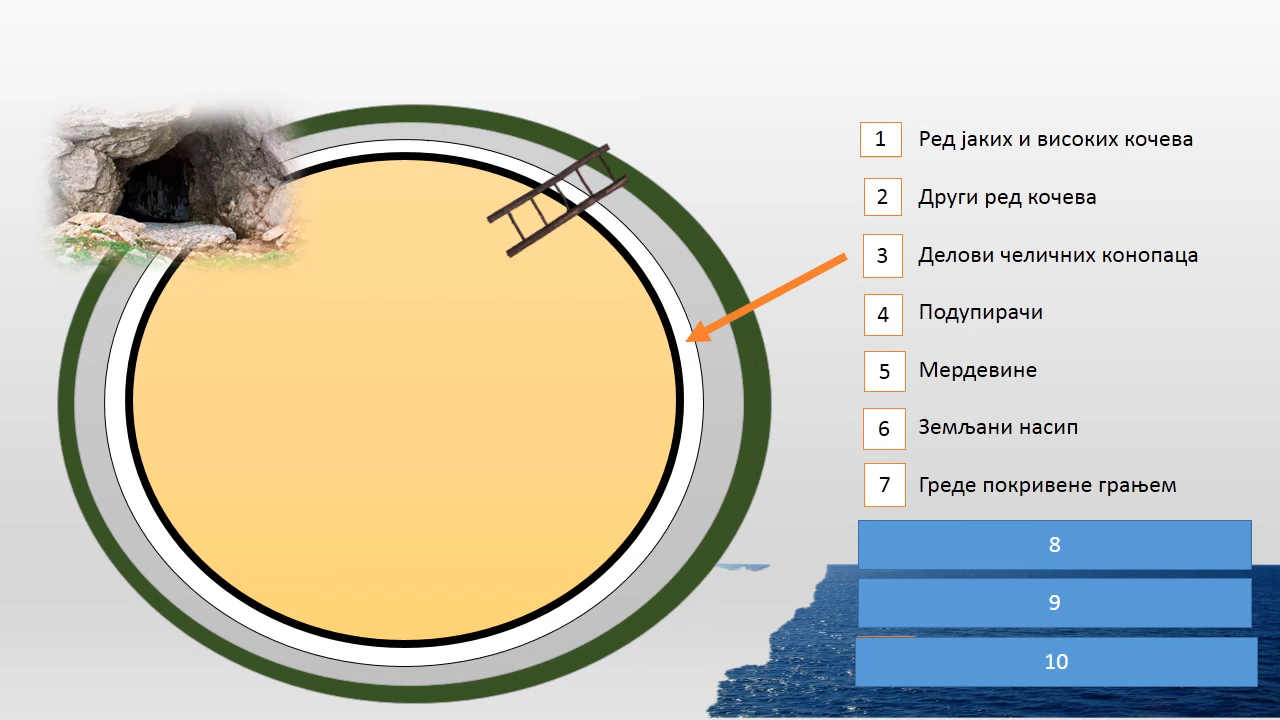 1 Ред јаких и високих кочева
2 Други ред кочева
3 Делови челичних конопаца
4 Подупирачи
5 Мердевине
6 Земљани насип
7 Греде покривене грањем
8
9
10